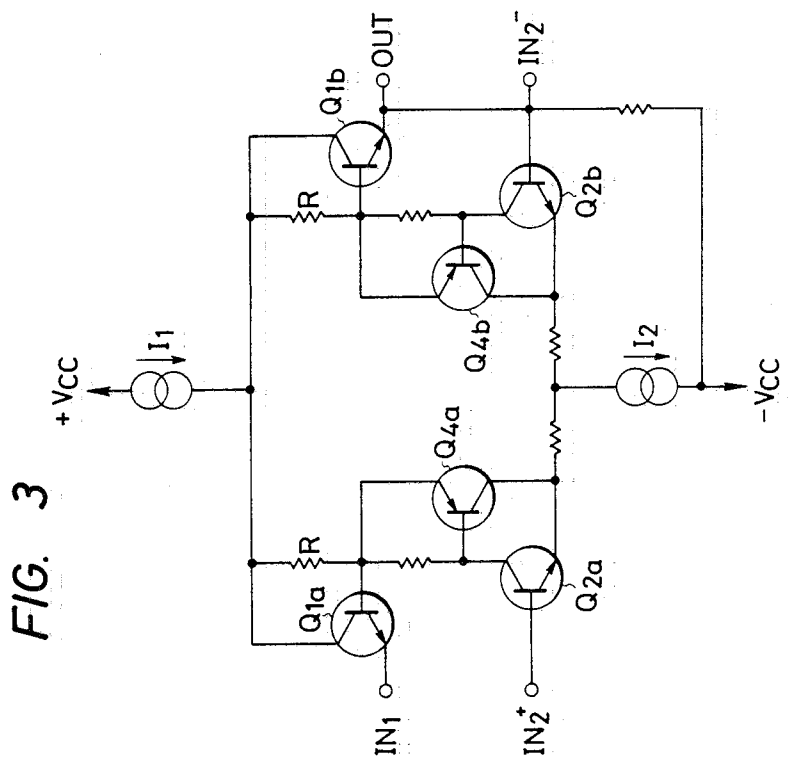 FIG. 3
+VCC
I1
R
R
Q1a
Q1b
OUT
IN1
Q4a
Q4b
Q2a
Q2b
IN2+
IN2-
I2
-VCC